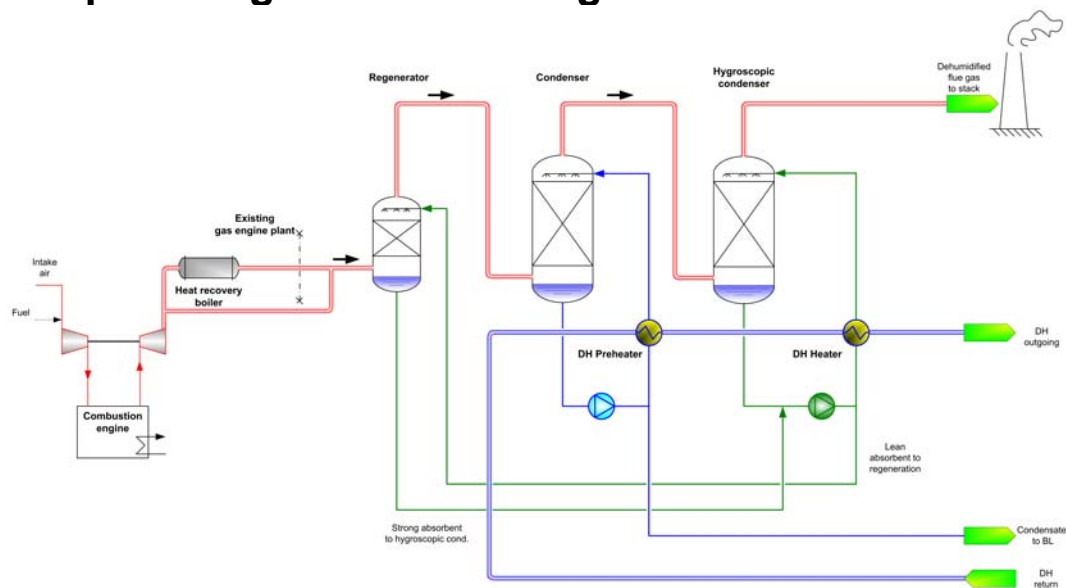 Dehumidified
flue gas
to stack
Regenerator
Condenser
Hygroscopic
condenser
Existing
gas engine plant
Intake
air
Heat recovery
boiler
Fuel
DH Preheater
DH Heater
DH
outgoing
Combustion
engine
Lean
absorbent to
regeneration
Strong absorbent
to hygroscopic cond.
Condensate
to BL
DH
return